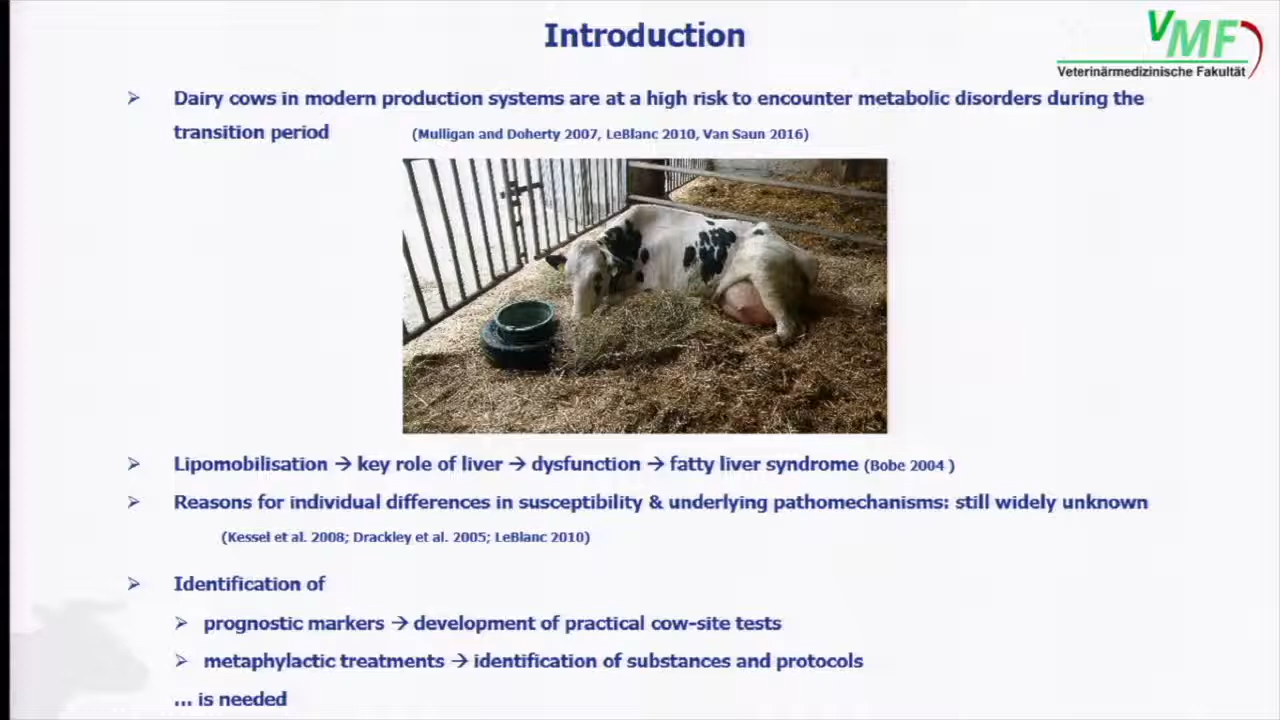 Introduction
VMF
Veterinärmedizinische Fakultät
➢ Dairy cows in modern production systems are at a high risk to encounter metabolic disorders during the
transition period (Mulligan and Doherty 2007, LeBlanc 2010, Van Saun 2016)
➢ Lipomobilisation → key role of liver → dysfunction → fatty liver syndrome (Bobe 2004 )
➢ Reasons for individual differences in susceptibility & underlying pathomechanisms: still widely unknown
(Kessel et al. 2008; Drackley et al. 2005; LeBlanc 2010)
➢ Identification of
➢ prognostic markers → development of practical cow-site tests
➢ metaphylactic treatments → identification of substances and protocols
... is needed